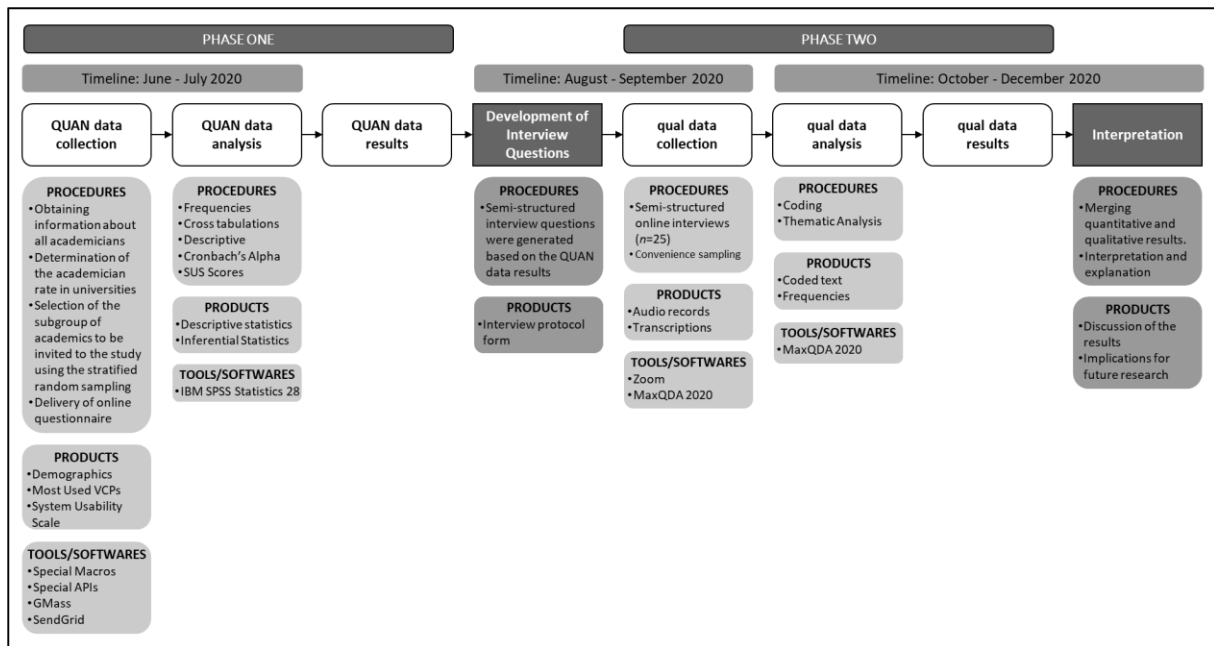 PHASE ONE
PHASE TWO
Timeline: June - July 2020
Timeline: August - September 2020
Timeline: October - December 2020
QUAN data
collection
QUAN data
analysis
QUAN data
results
Development of
Interview
Questions
qual data
collection
qual data
analysis
qual data
results
Interpretation
PROCEDURES
•Obtaining
information about
all academicians
•Determination of
the academician
rate in universities
•Selection of the
subgroup of
academics to be
invited to the study
using the stratified
random sampling
•Delivery of online
questionnaire
PRODUCTS
•Demographics
•Most Used VCPs
•System Usability
Scale
TOOLS/SOFTWARES
•Special Macros
•Special APIs
•GMass
•SendGrid
PROCEDURES
•Frequencies
•Cross tabulations
•Descriptive
•Cronbach's Alpha
•SUS Scores
PRODUCTS
•Descriptive statistics
•Inferential Statistics
TOOLS/SOFTWARES
•IBM SPSS Statistics 28
PROCEDURES
•Semi-structured
interview questions
were generated
based on the QUAN
data results
PRODUCTS
•Interview protocol
form
PROCEDURES
•Semi-structured
online interviews
(n=25)
•Convenience sampling
PRODUCTS
•Audio records
•Transcriptions
TOOLS/SOFTWARES
•Zoom
•MaxQDA 2020
PROCEDURES
•Coding
•Thematic Analysis
PRODUCTS
•Coded text
•Frequencies
TOOLS/SOFTWARES
•MaxQDA 2020
PROCEDURES
•Merging
quantitative and
qualitative results.
•Interpretation and
explanation
PRODUCTS
•Discussion of the
results
•Implications for
future research